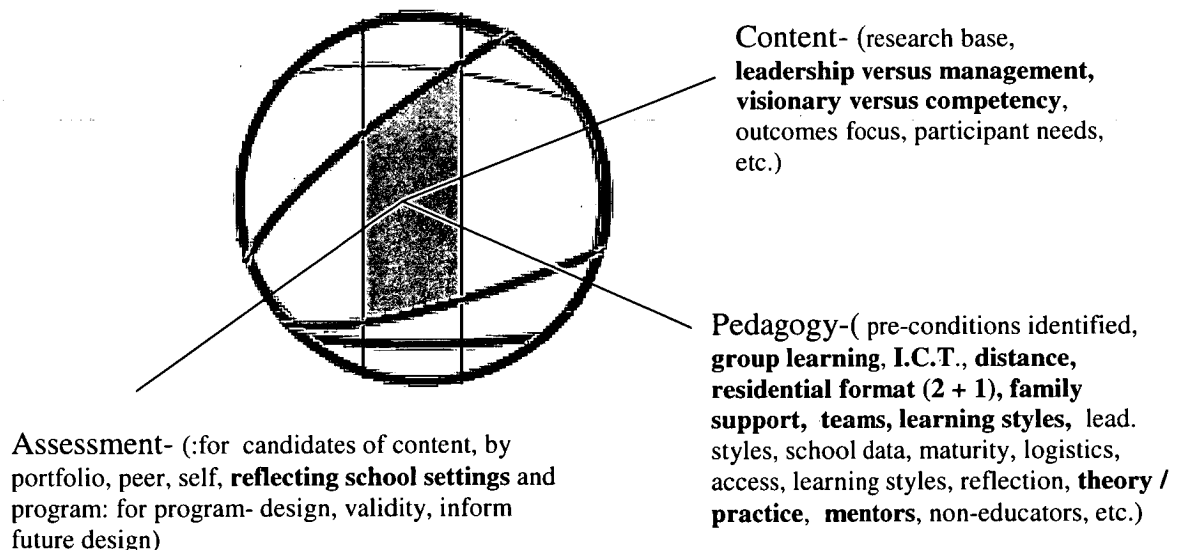 Content- (research base,
leadership versus management,
visionary versus competency,
outcomes focus, participant needs,
etc.)
Pedagogy-( pre-conditions identified,
group learning, I.C.T., distance,
residential format (2 + 1), family
support, teams, learning styles, lead.
styles, school data, maturity, logistics,
access, learning styles, reflection, theory /
practice, mentors, non-educators, etc.)
Assessment- (:for candidates of content, by
portfolio, peer, self, reflecting school settings and
program: for program- design, validity, inform
future design)